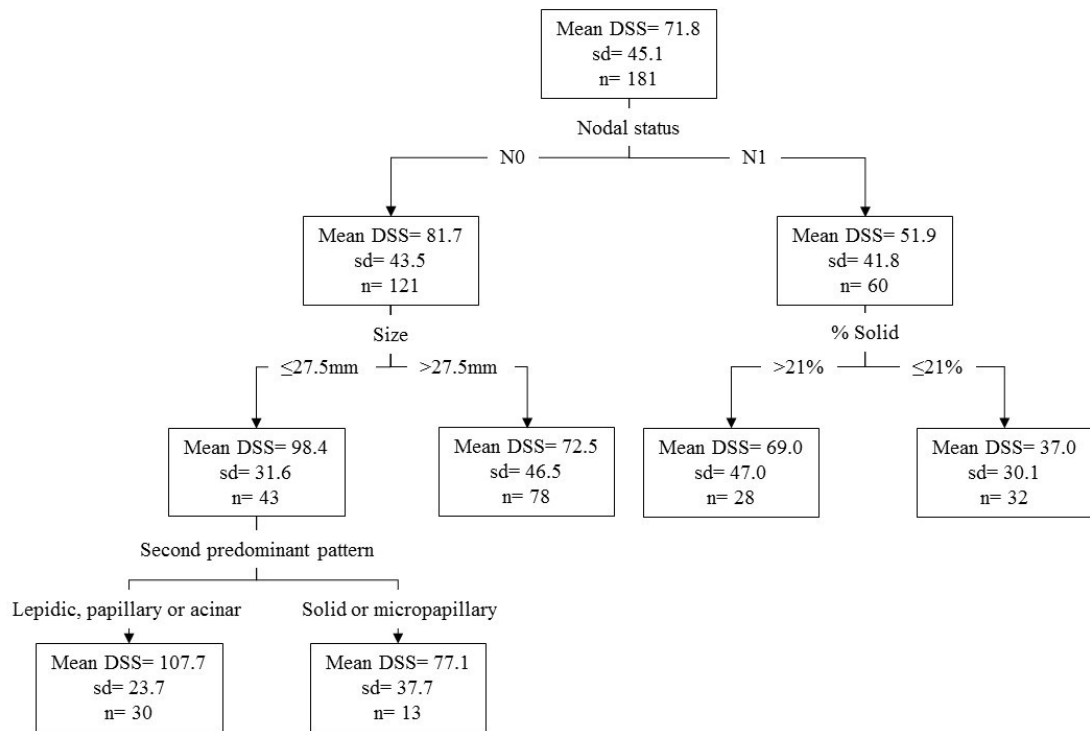 Mean DSS= 71.8
sd= 45.1
n= 181
Nodal status
N0
N1
Mean DSS= 81.7
sd= 43.5
n= 121
Mean DSS= 51.9
sd= 41.8
n= 60
Size
% Solid
≤27.5mm
>27.5mm
>21%
≤21%
Mean DSS= 98.4
sd= 31.6
n= 43
Mean DSS= 72.5
sd= 46.5
n= 78
Mean DSS= 69.0
sd= 47.0
n= 28
Mean DSS= 37.0
sd= 30.1
n= 32
Second predominant pattern
Lepidic, papillary or acinar
Solid or micropapillary
Mean DSS= 107.7
sd= 23.7
n= 30
Mean DSS= 77.1
sd= 37.7
n= 13